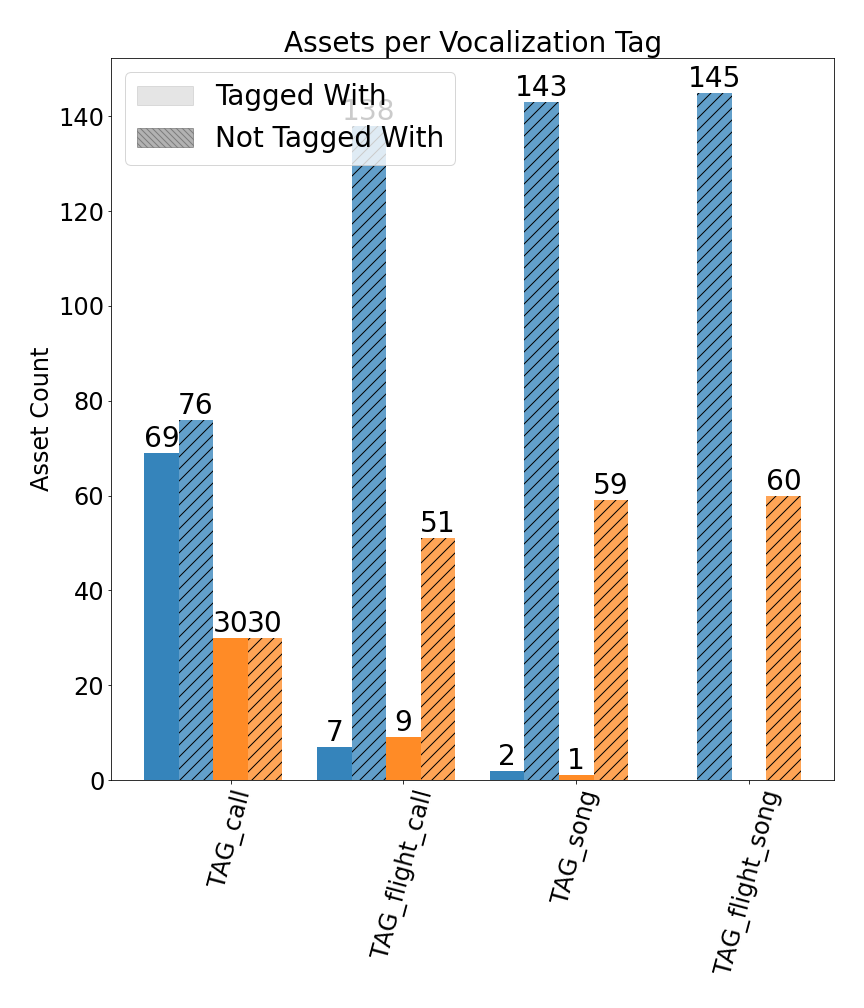 Assets per Vocalization Tag
Tagged With
Not Tagged With
Asset Count
140
120
100
80
60
40
20
0
69
76
30
30
7
138
9
51
2
143
1
59
145
60
TAG_call
TAG_flight_call
TAG_song
TAG_flight_song